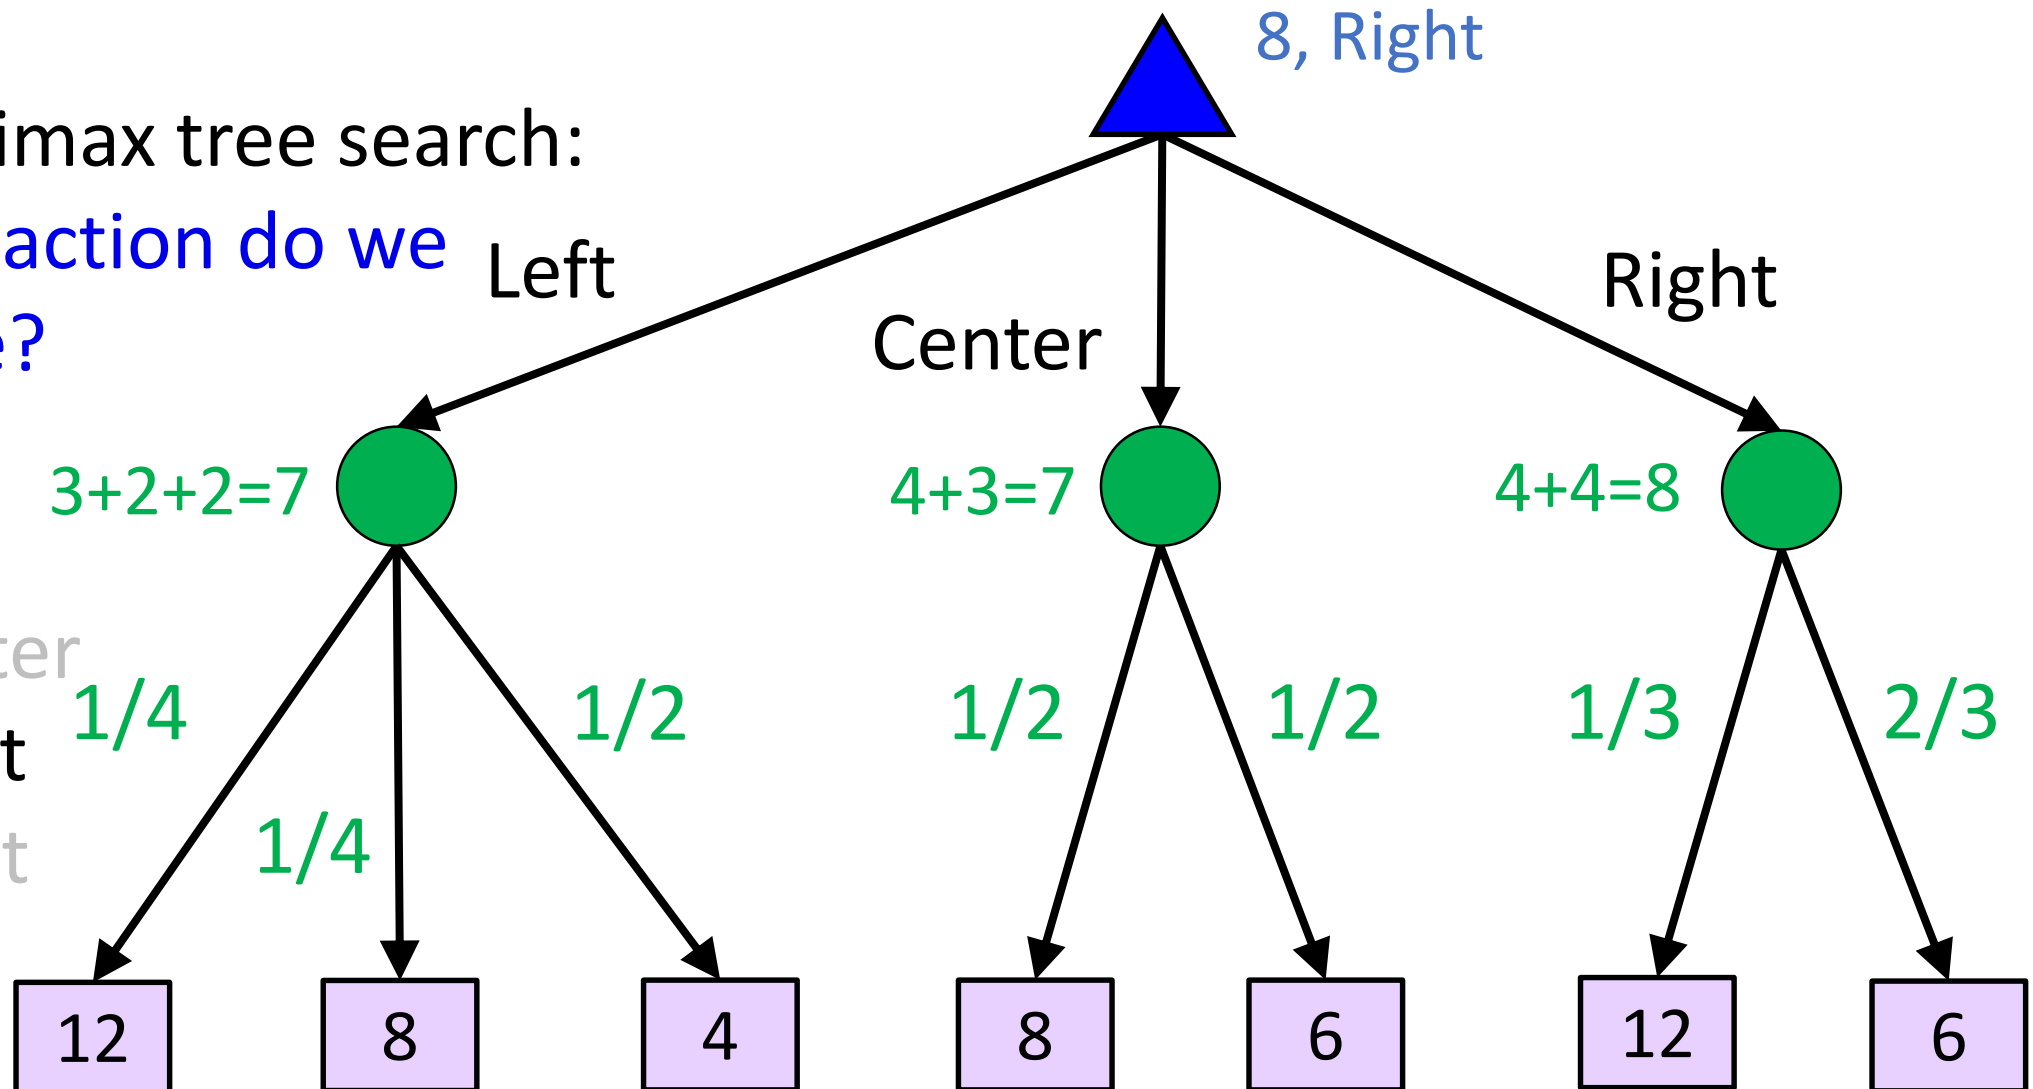 8, Right
imax tree search:
action do we
e?
Left
Center
Right
3+2+2=7
4+3=7
4+4=8
ter
t
t
1/4
1/4
1/2
1/2
1/2
1/3
2/3
12
8
4
8
6
12
6